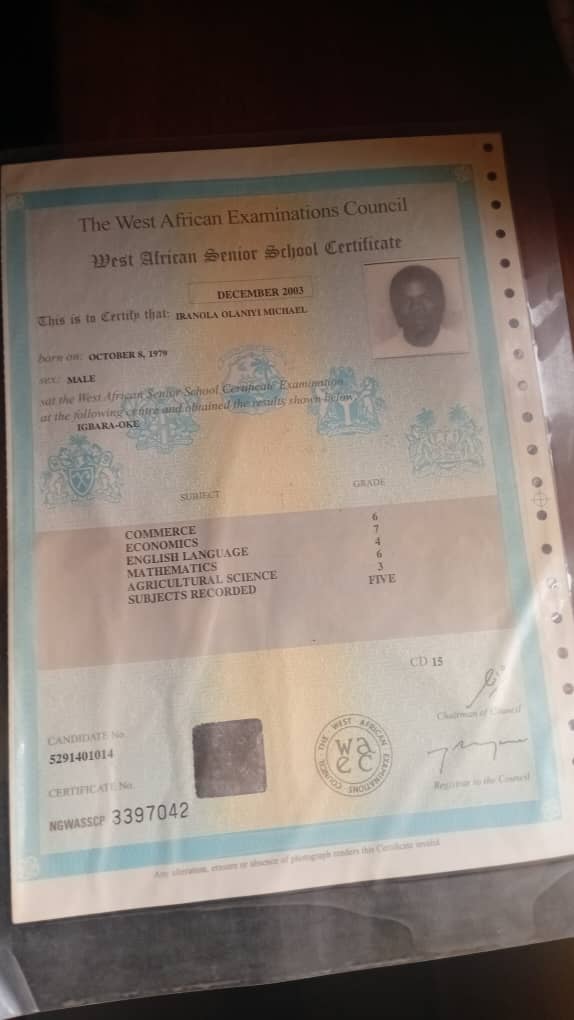 The West African Examinations Council
West African Senior School Certificate
DECEMBER 2003
This is to Certify that: IRANOLA OLANIYI MICHAEL
born on: OCTOBER 8, 1979
sex: MALE
sat the West African Senior School Certificate Examination
at the following centre and obtained the results shown below
IGBARA-OKE
SUBJECT GRADE
COMMERCE 6
ECONOMICS 7
ENGLISH LANGUAGE 4
MATHEMATICS 6
AGRICULTURAL SCIENCE 3
SUBJECTS RECORDED FIVE
CD 15
Chairman of Council
CANDIDATE No.
5291401014
THE WEST AFRICAN EXAMINATIONS COUNCIL
wa
ec
Registrar to the Council
CERTIFICATE No.
NGWASSCP 3397042
Any alteration, erasure or absence of photograph renders this Certificate invalid